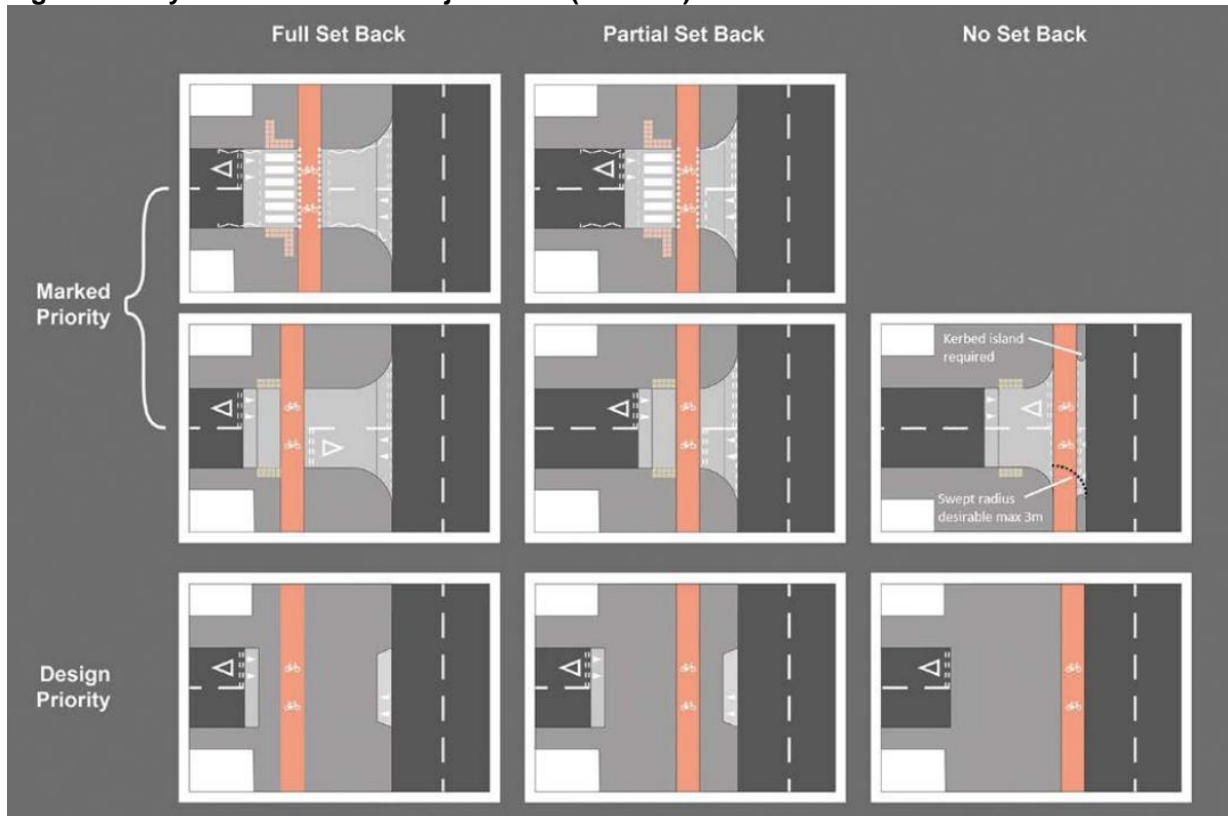 Full Set Back
Partial Set Back
No Set Back
Marked
Priority
Kerbed island
required
Swept radius
desirable max 3m
Design
Priority